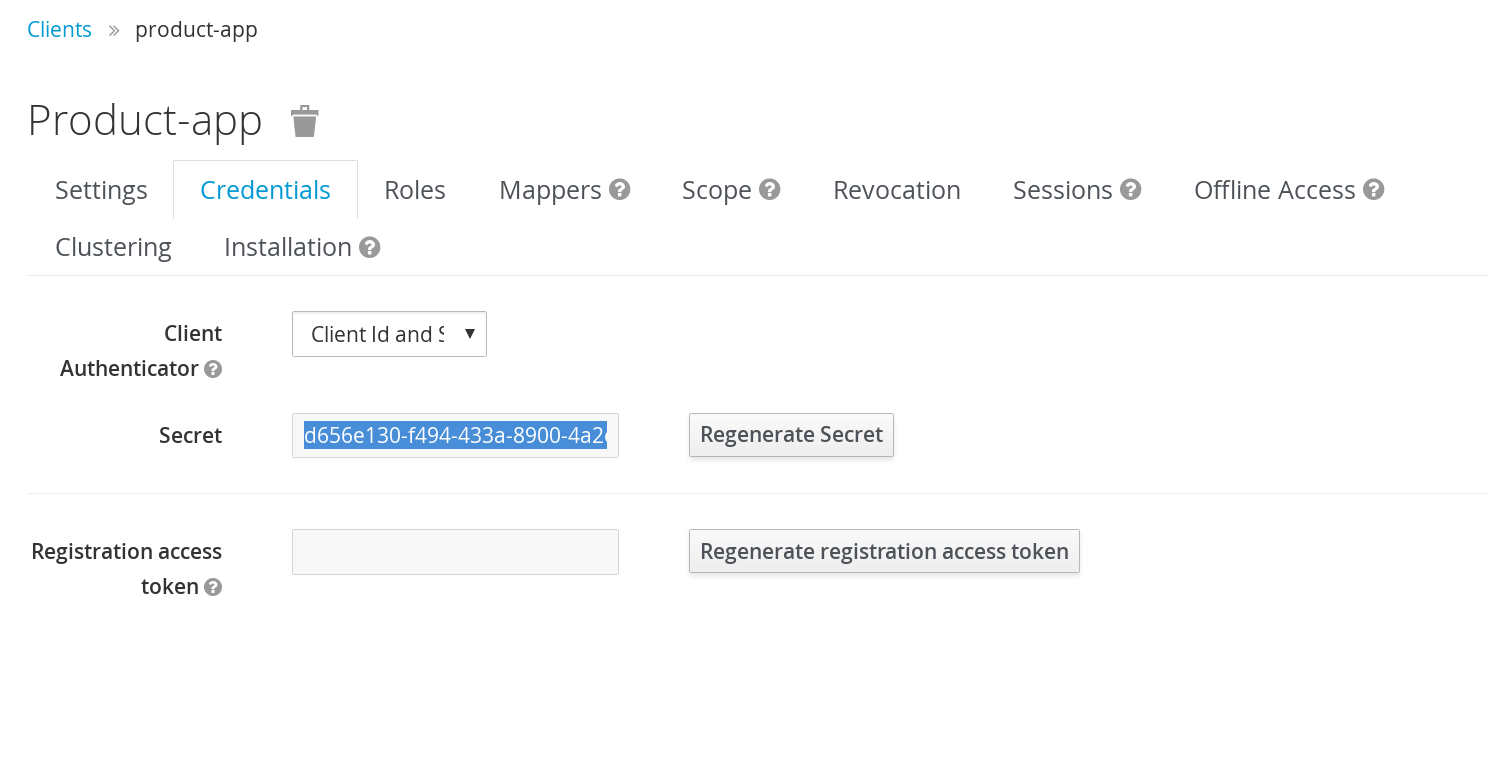 Clients » product-app
Product-app
Settings Credentials Roles Mappers Scope Revocation Sessions Offline Access
Clustering Installation
Client Authenticator
Client Id and S
Secret
d656e130-f494-433a-8900-4a2
Regenerate Secret
Registration access token
Regenerate registration access token